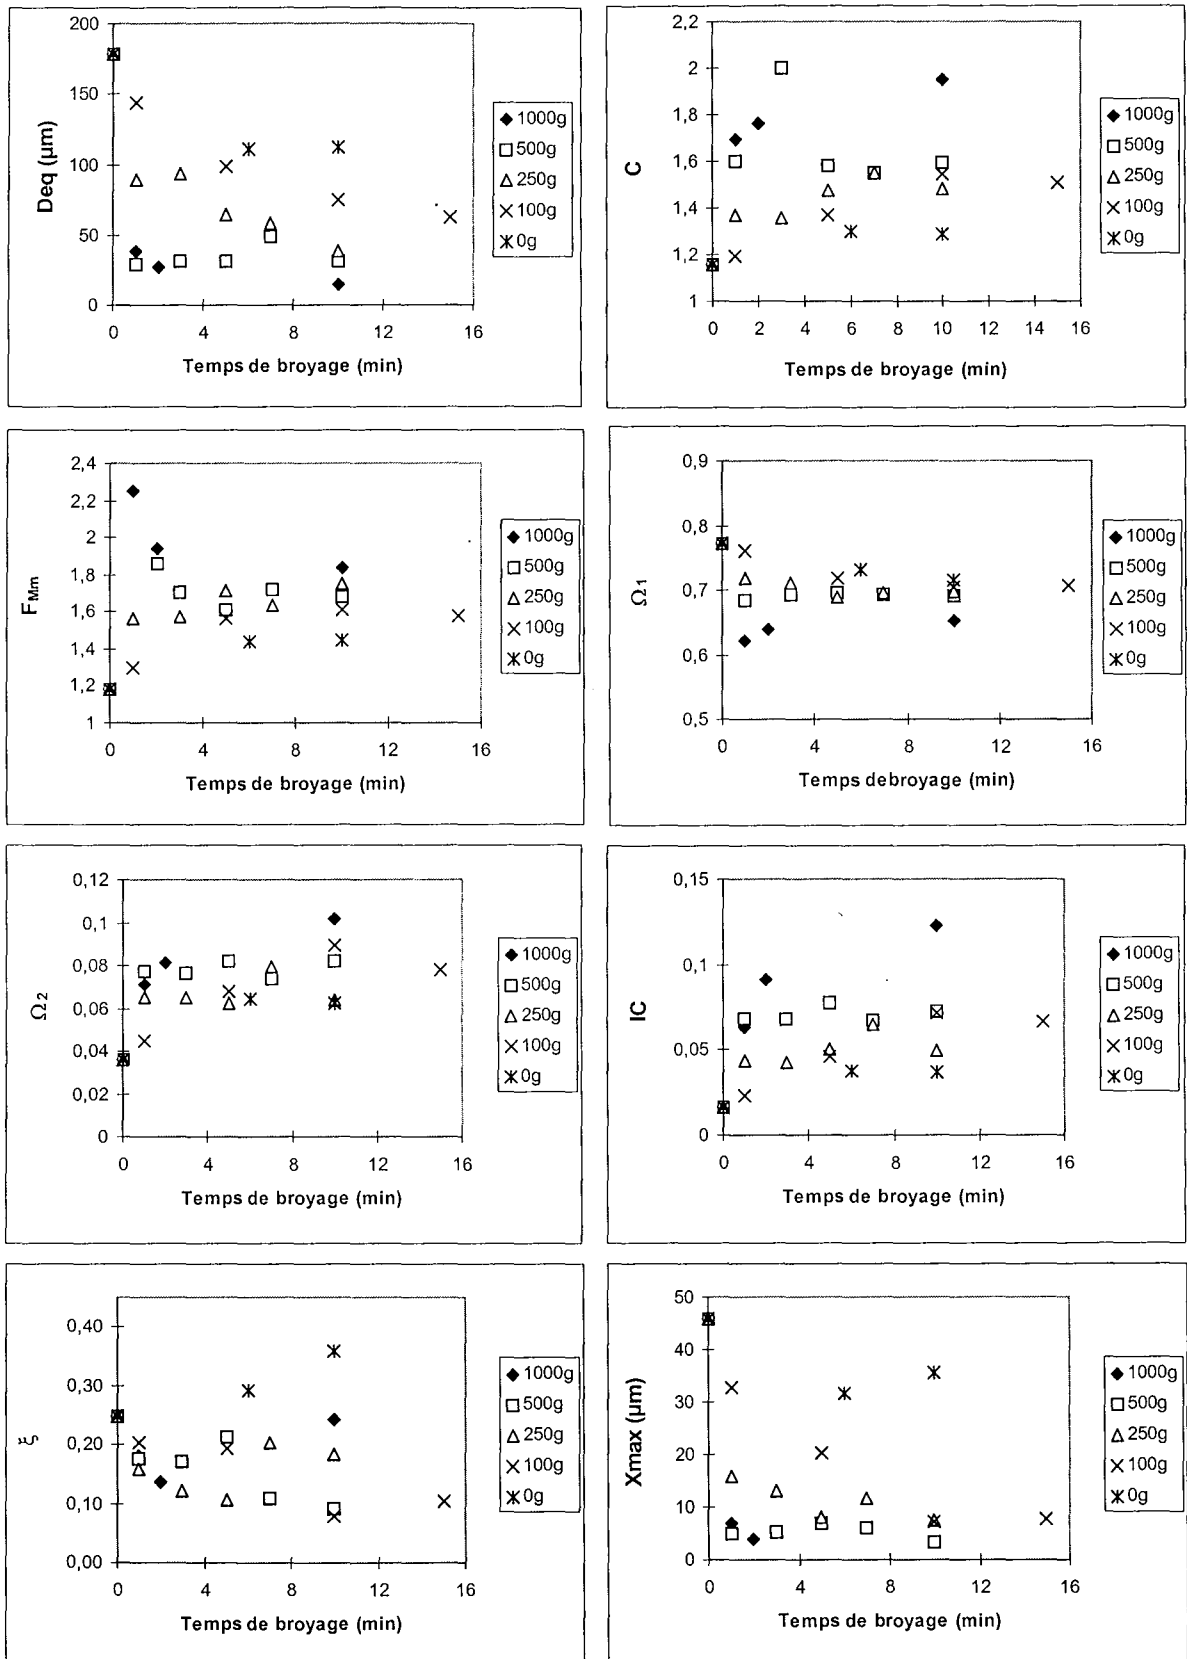 200
150
100
50
0
Deq (µm)
0 4 8 12 16
Temps de broyage (min)
1000g
500g
250g
100g
0g
2,2
2
1,8
1,6
1,4
1,2
1
C
0 2 4 6 8 10 12 14 16
Temps de broyage (min)
1000g
500g
250g
100g
0g
2,4
2,2
2
1,8
1,6
1,4
1,2
1
FMm
0 4 8 12 16
Temps de broyage (min)
1000g
500g
250g
100g
0g
0,9
0,8
0,7
0,6
0,5
Ω1
0 4 8 12 16
Temps debroyage (min)
1000g
500g
250g
100g
0g
0,12
0,1
0,08
0,06
0,04
0,02
0
Ω2
0 4 8 12 16
Temps de broyage (min)
1000g
500g
250g
100g
0g
0,15
0,1
0,05
0
IC
0 4 8 12 16
Temps de broyage (min)
1000g
500g
250g
100g
0g
0,40
0,30
0,20
0,10
0,00
ξ
0 4 8 12 16
Temps de broyage (min)
1000g
500g
250g
100g
0g
50
40
30
20
10
0
Xmax (µm)
0 4 8 12 16
Temps de broyage (min)
1000g
500g
250g
100g
0g